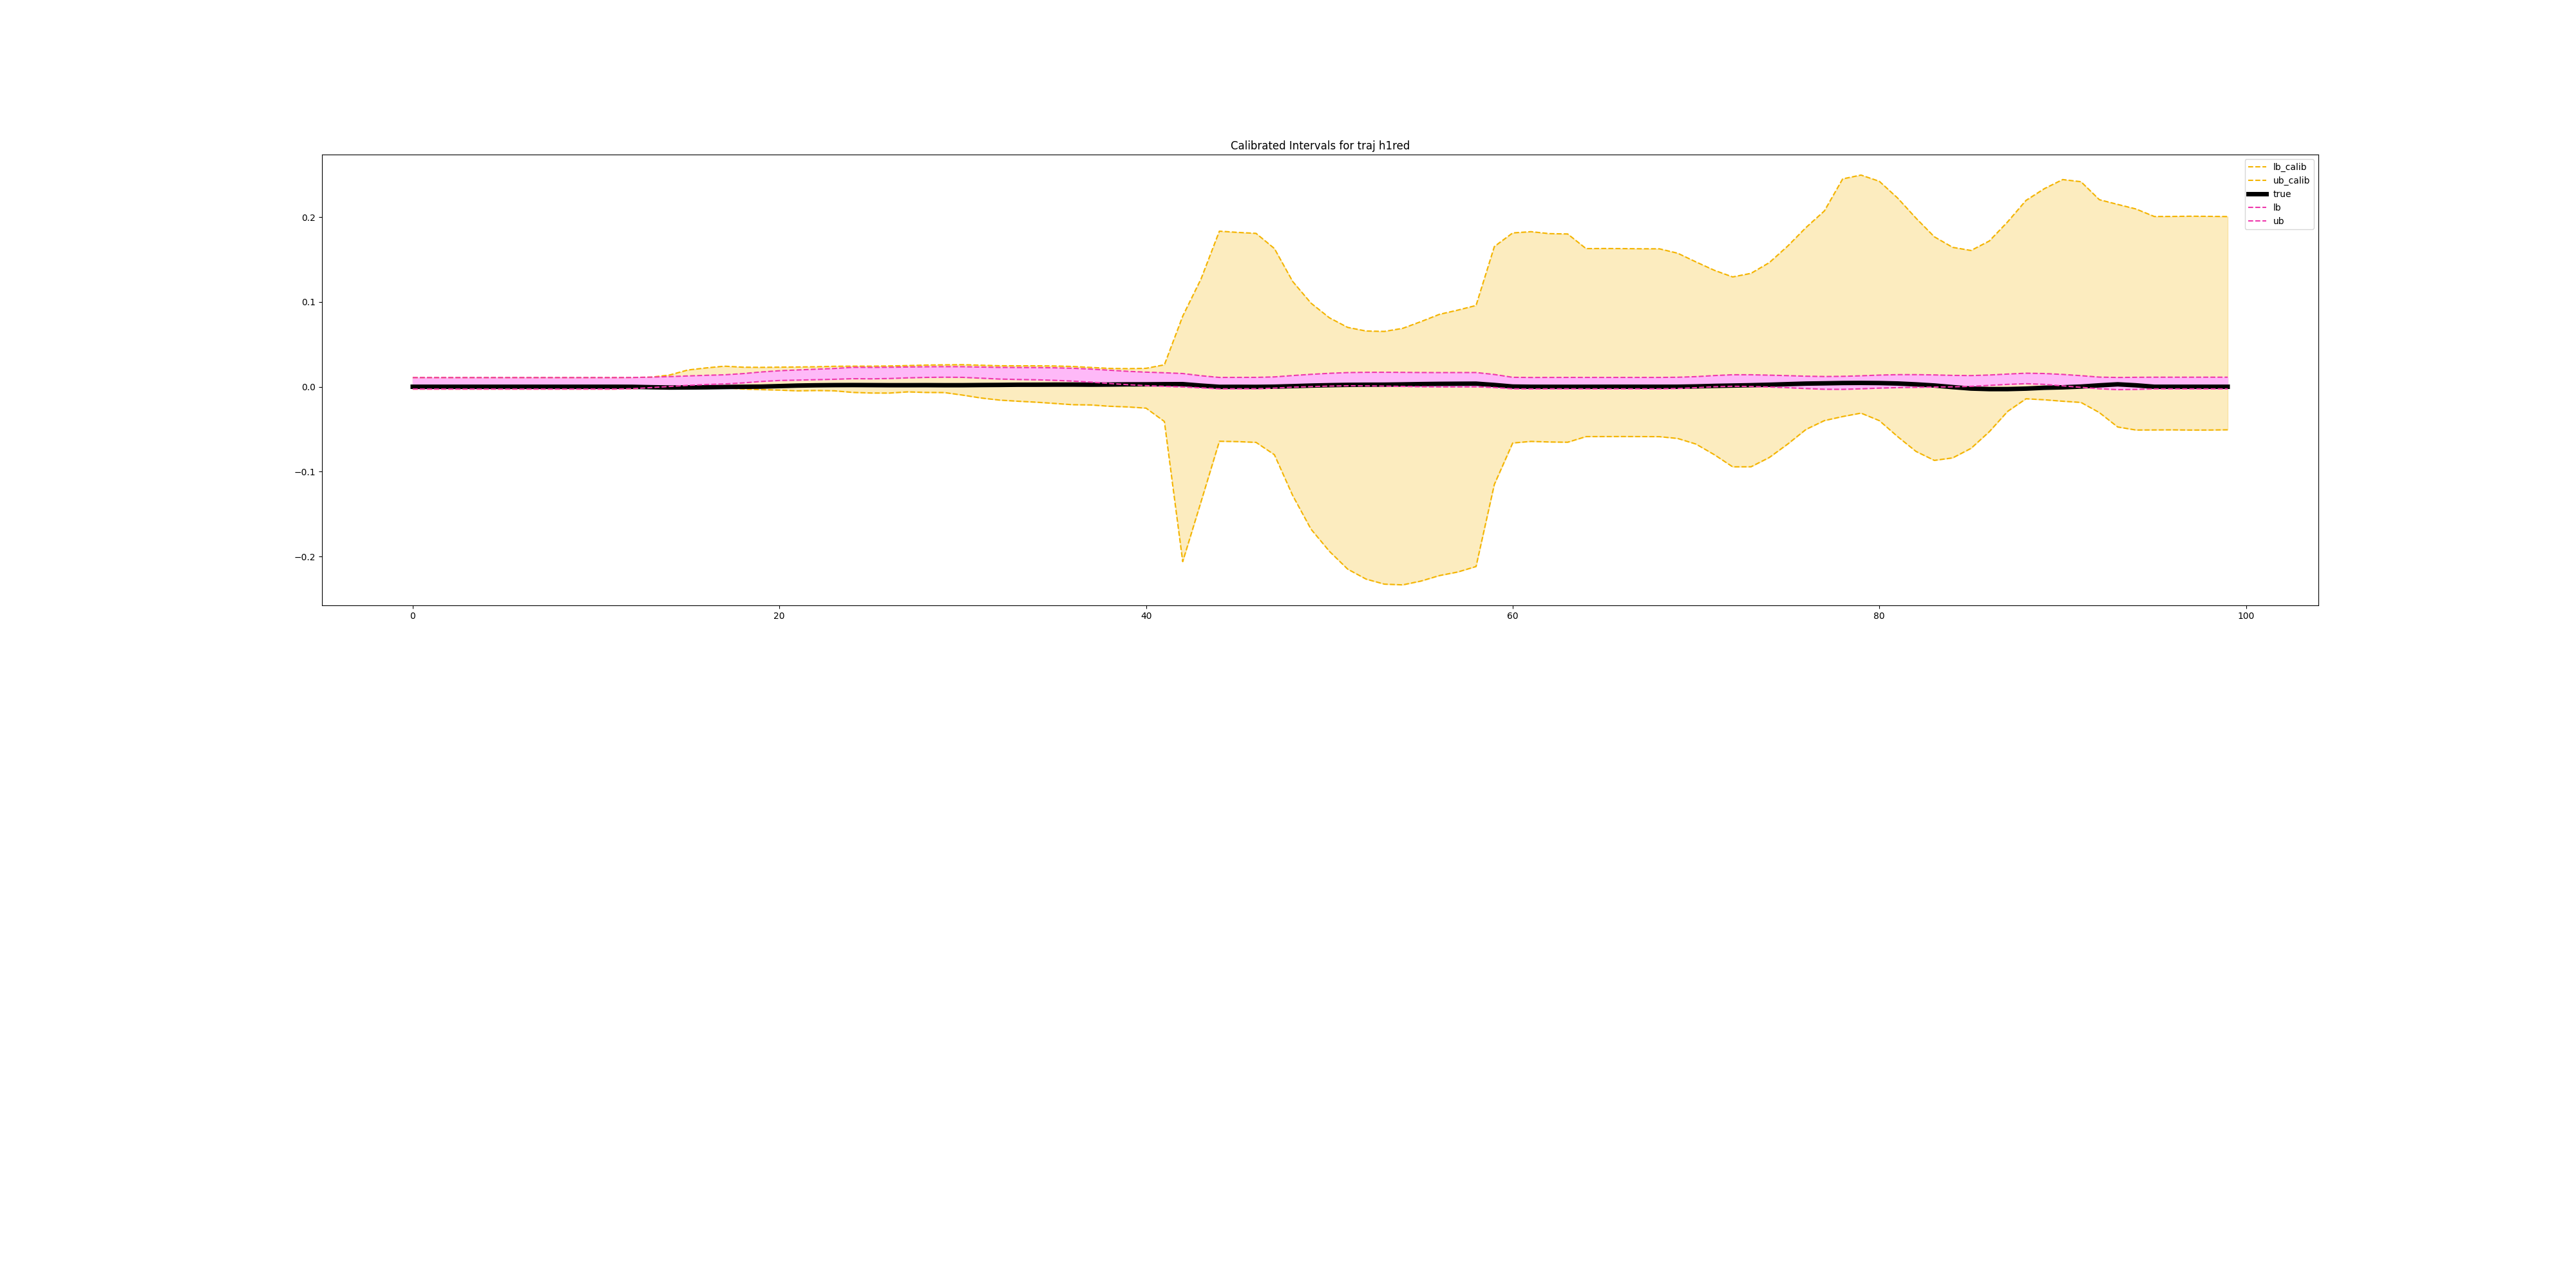 Calibrated Intervals for traj h1red
lb_calib
ub_calib
true
lb
ub
0.2
0.1
0.0
−0.1
−0.2
0 20 40 60 80 100